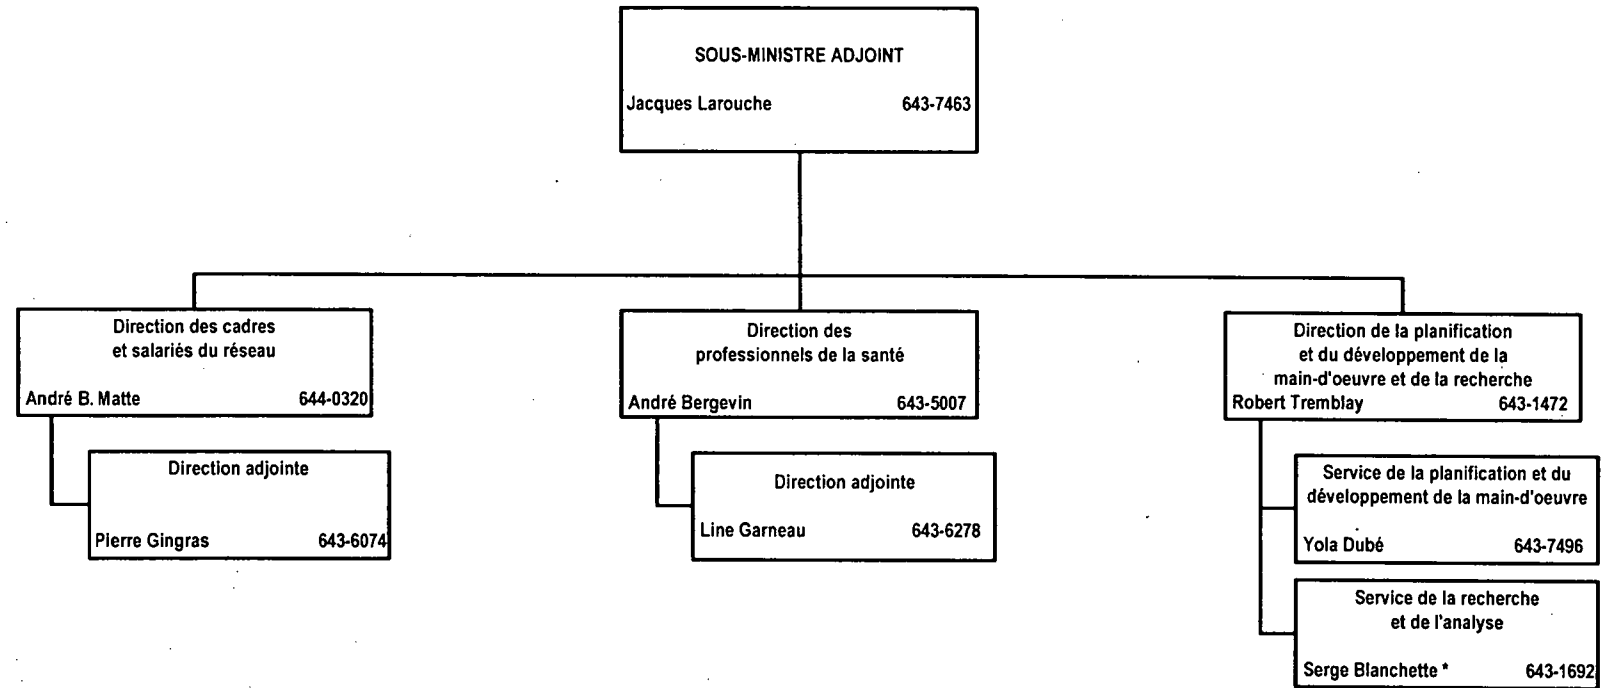 SOUS-MINISTRE ADJOINT
Jacques Larouche 643-7463
Direction des cadres
et salariés du réseau
André B. Matte 644-0320
Direction adjointe
Pierre Gingras 643-6074
Direction des
professionnels de la santé
André Bergevin 643-5007
Direction adjointe
Line Garneau 643-6278
Direction de la planification
et du développement de la
main-d'oeuvre et de la recherche
Robert Tremblay 643-1472
Service de la planification et du
développement de la main-d'oeuvre
Yola Dubé 643-7496
Service de la recherche
et de l'analyse
Serge Blanchette * 643-1692